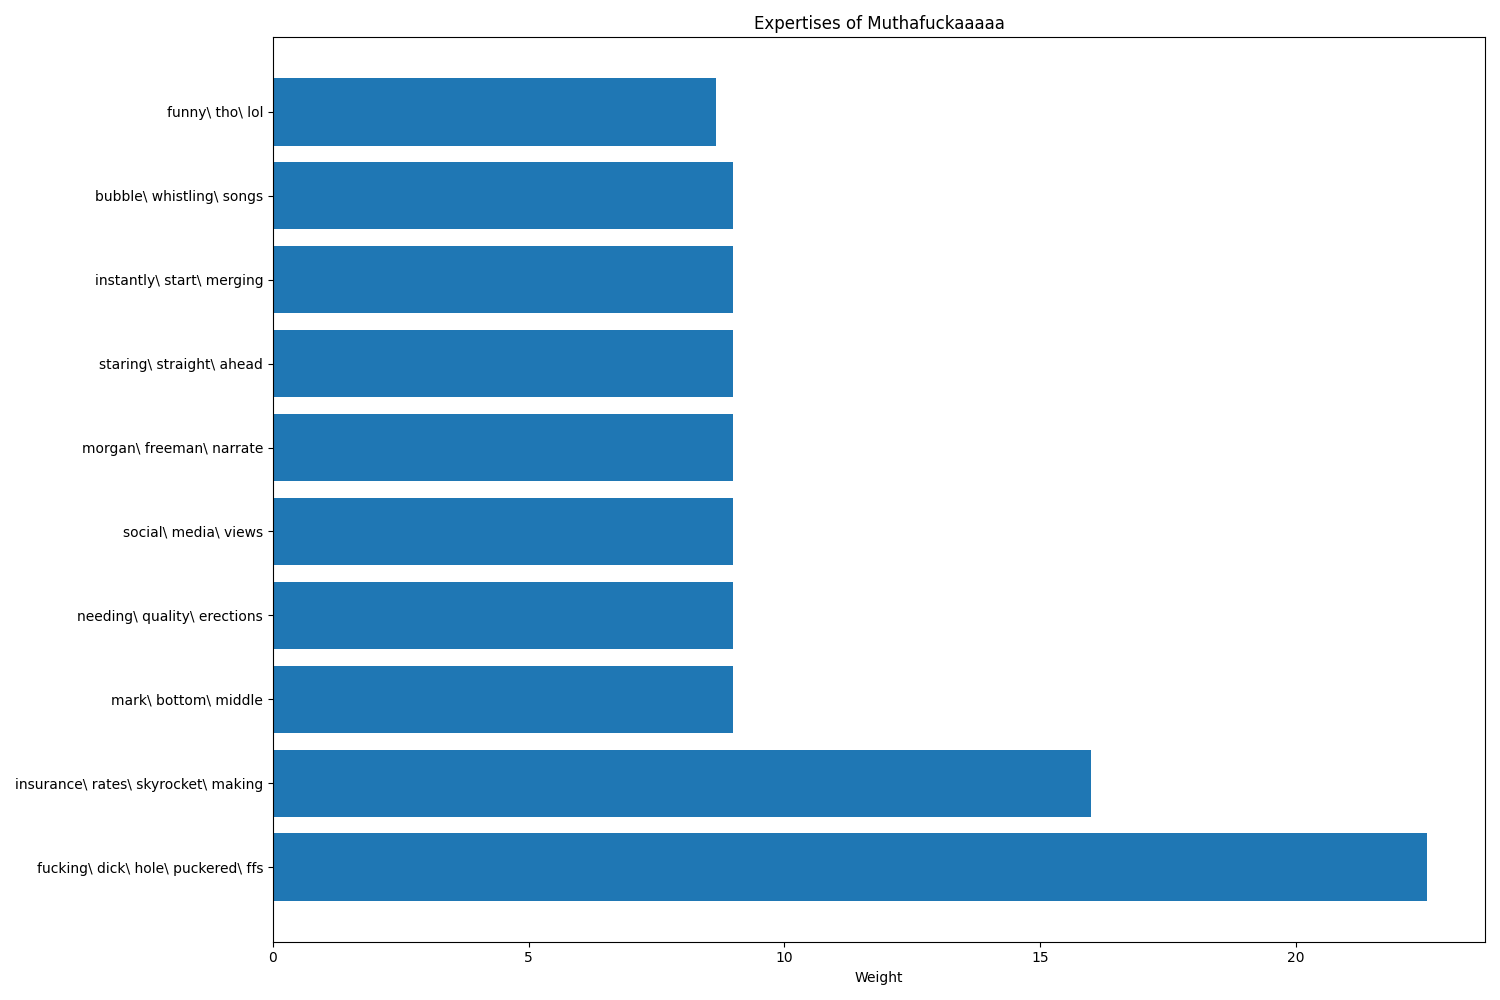 Expertises of Muthafuckaaaaa
funny\ tho\ lol
bubble\ whistling\ songs
instantly\ start\ merging
staring\ straight\ ahead
morgan\ freeman\ narrate
social\ media\ views
needing\ quality\ erections
mark\ bottom\ middle
insurance\ rates\ skyrocket\ making
fucking\ dick\ hole\ puckered\ ffs
0 5 10 15 20
Weight